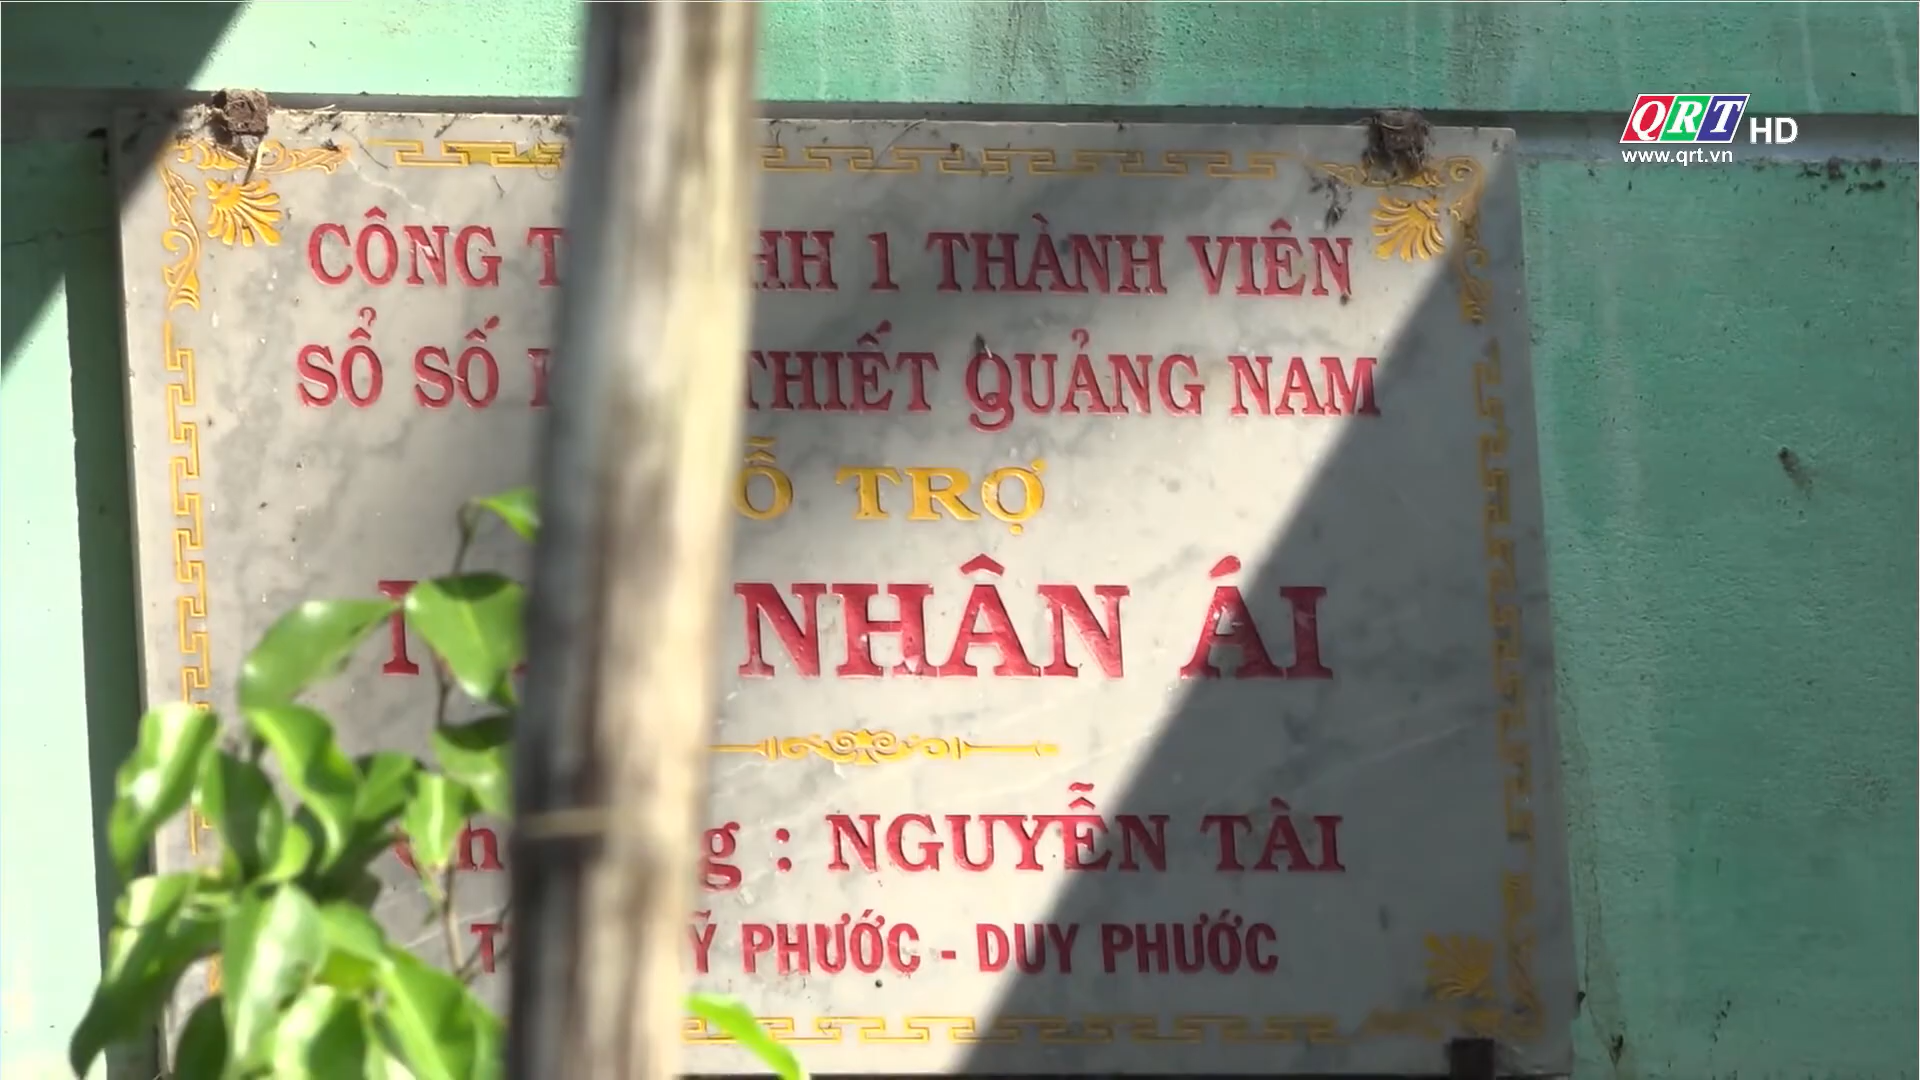 QRT HD
www.qrt.vn
CÔNG 1 THÀNH VIÊN
SỔ SỐ THIẾT QUẢNG NAM
TRỢ
NHÂN ÁI
: NGUYỄN TÀI
PHƯỚC - DUY PHƯỚC